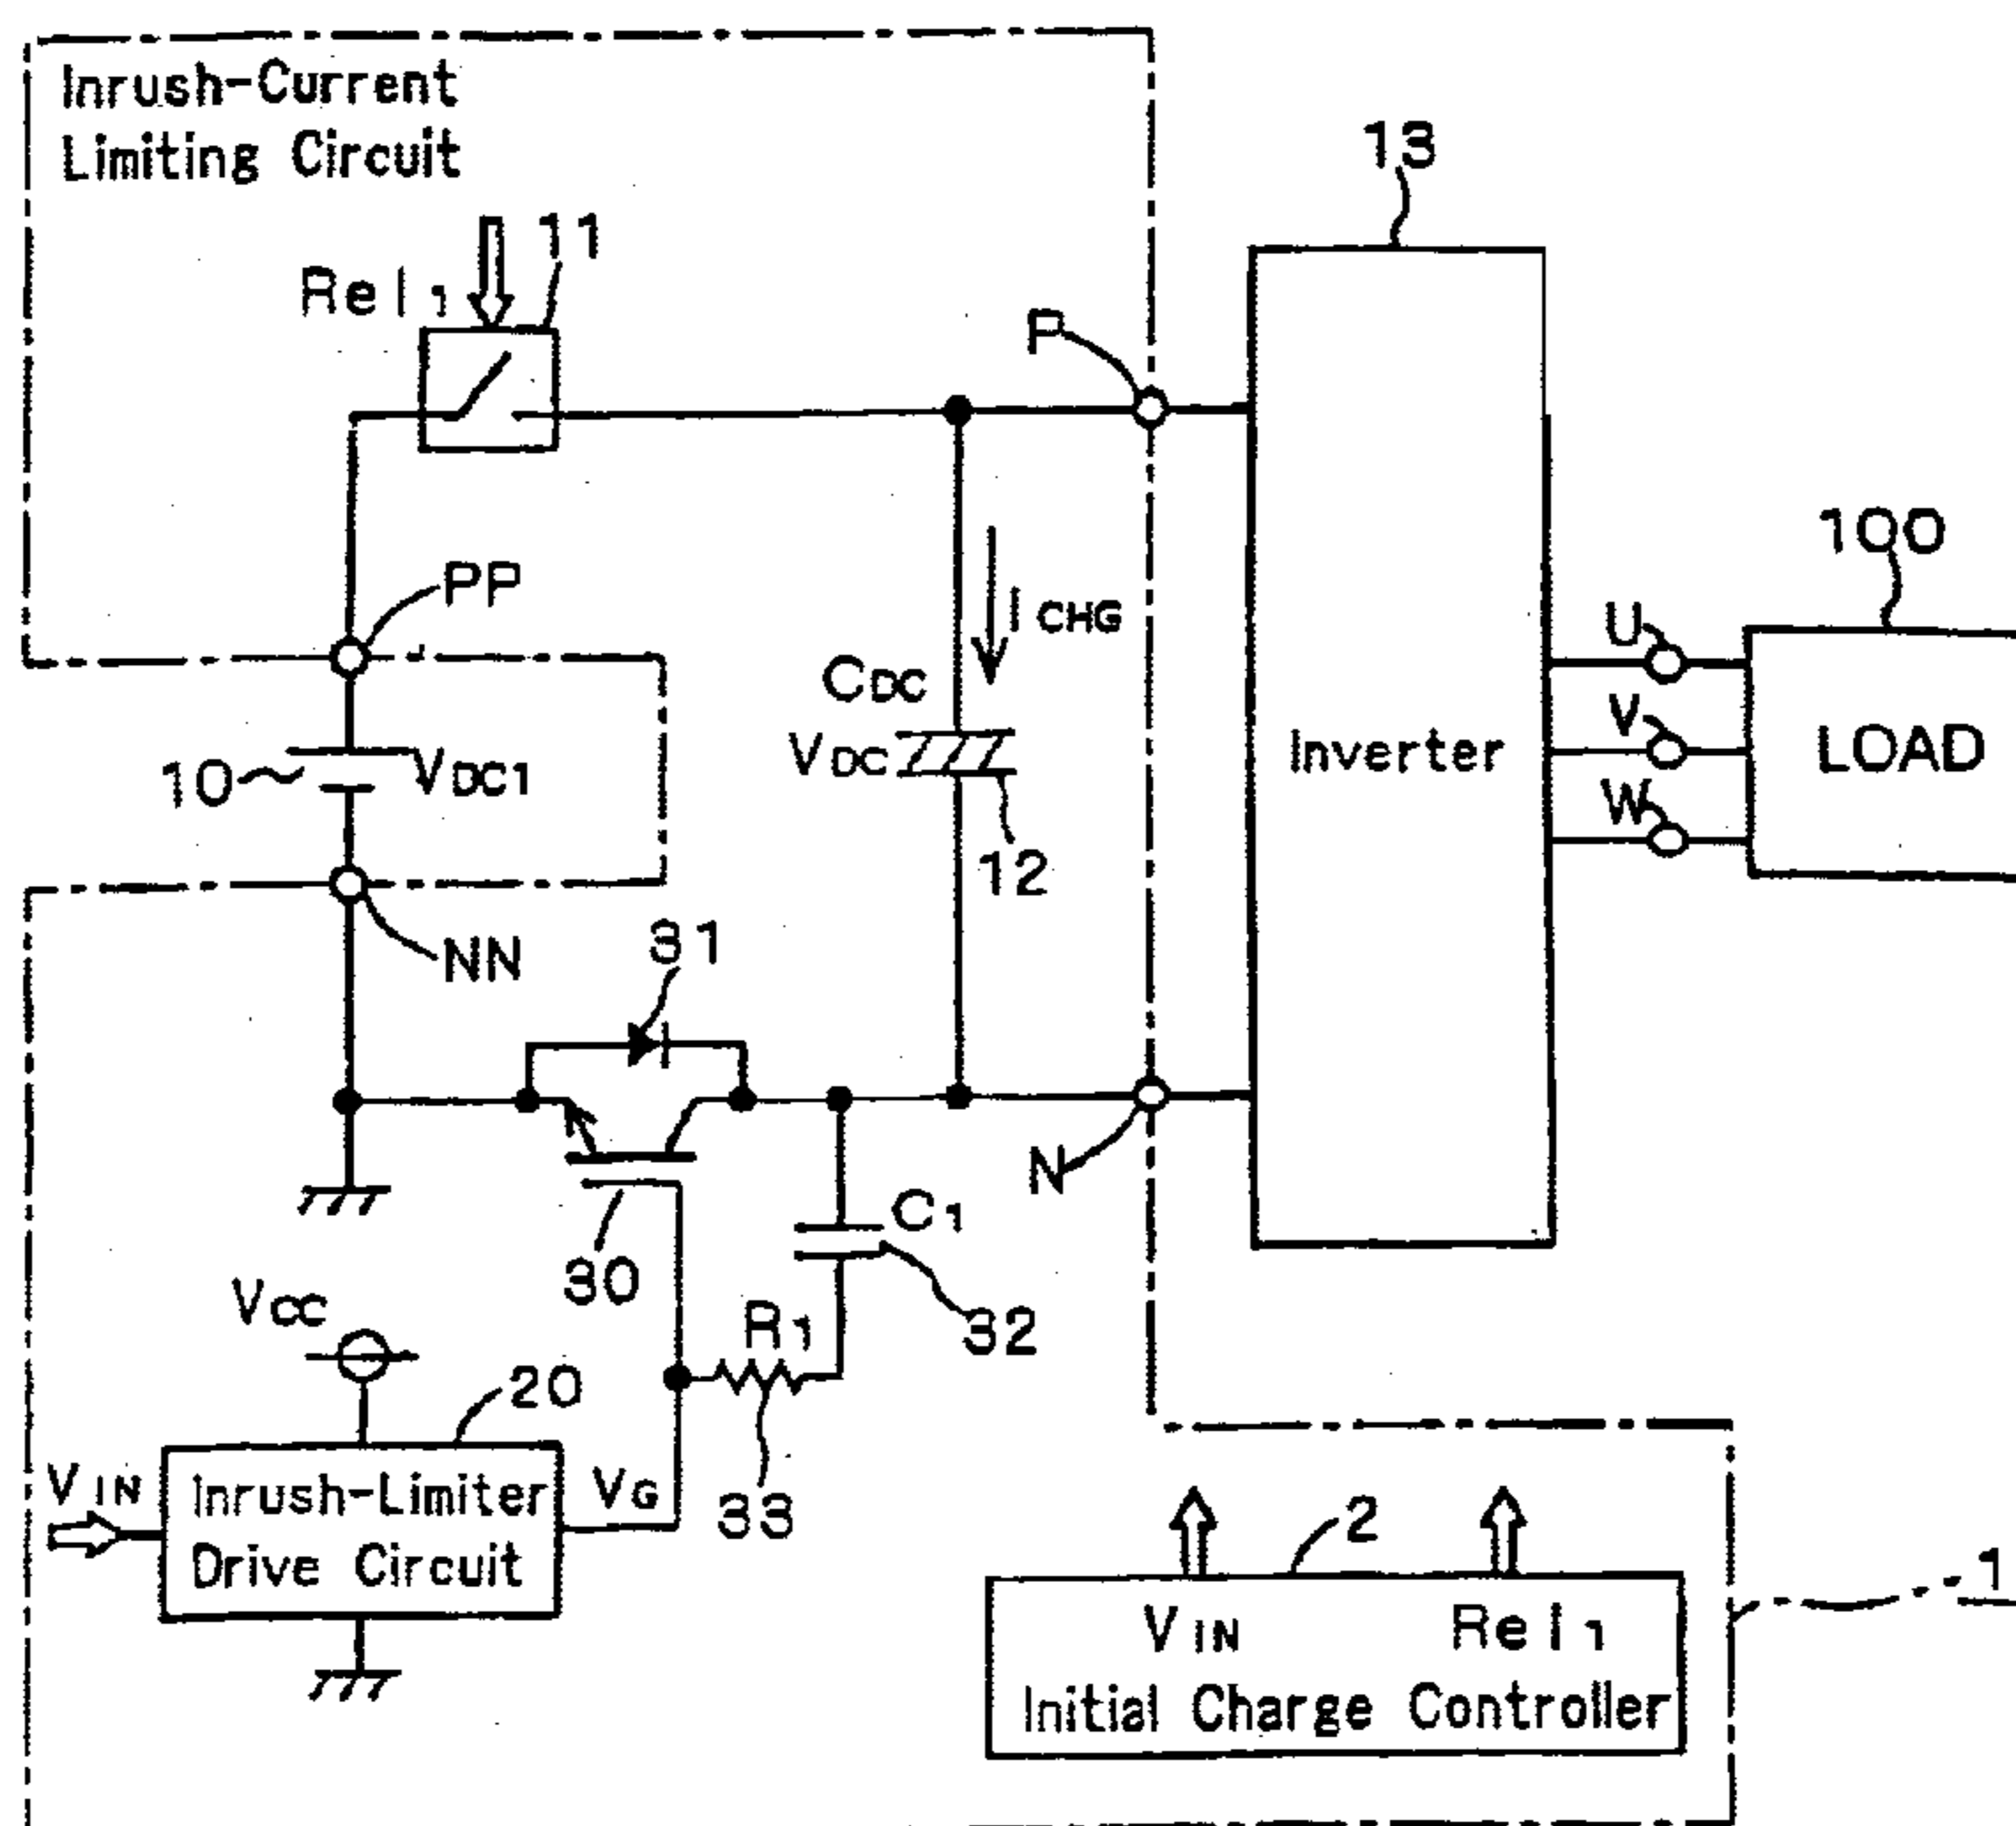 Inrush-Current
Limiting Circuit
13
11
Rel1
P
100
PP
ICHG
U
CDC
V
LOAD
VDC
Inverter
10
VDC1
W
12
31
NN
N
C1
30
VCC
R1
32
20
VIN
Inrush-Limiter
VG
Drive Circuit
33
2
1
VIN
Rel1
Initial Charge Controller